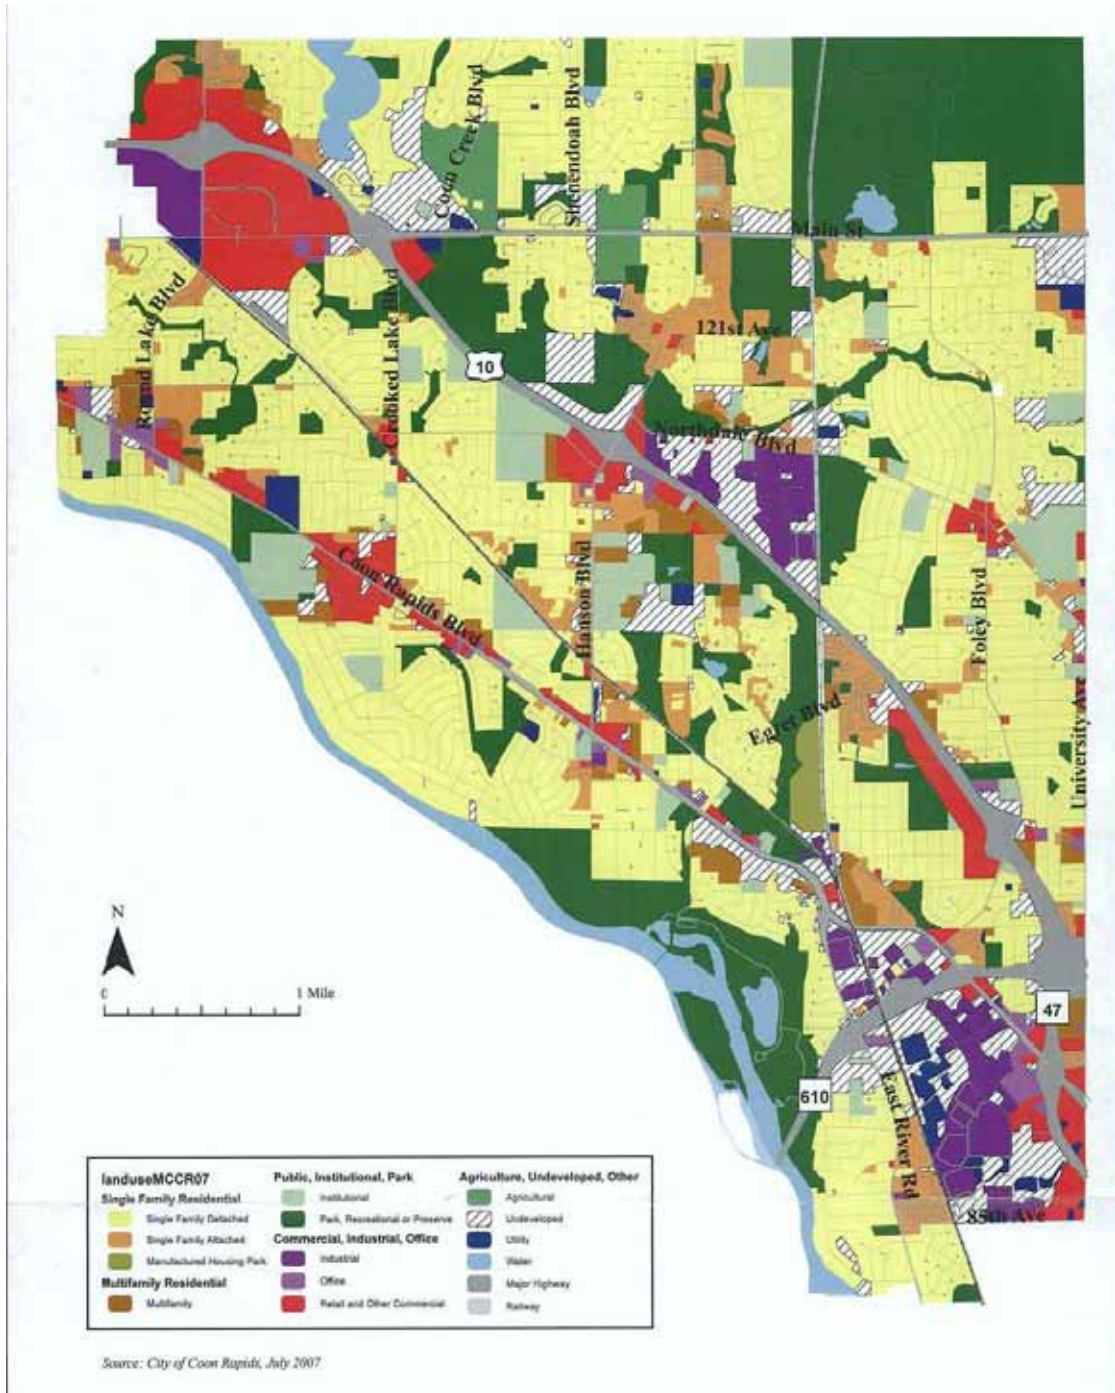 Coon Creek Blvd
Shenendoah Blvd
Main St
121st Ave
Round Lake Blvd
Crooked Lake Blvd
10
Northdale Blvd
Coon Rapids Blvd
Hanson Blvd
Foley Blvd
Egret Blvd
University Ave
N
0 1 Mile
47
610
East River Rd
85th Ave
landuseMCCR07
Single Family Residential
Single Family Detached
Single Family Attached
Manufactured Housing Park
Multifamily Residential
Multifamily
Public, Institutional, Park
Institutional
Park, Recreational or Preserve
Commercial, Industrial, Office
Industrial
Office
Retail and Other Commercial
Agriculture, Undeveloped, Other
Agricultural
Undeveloped
Utility
Water
Major Highway
Railway
Source: City of Coon Rapids, July 2007